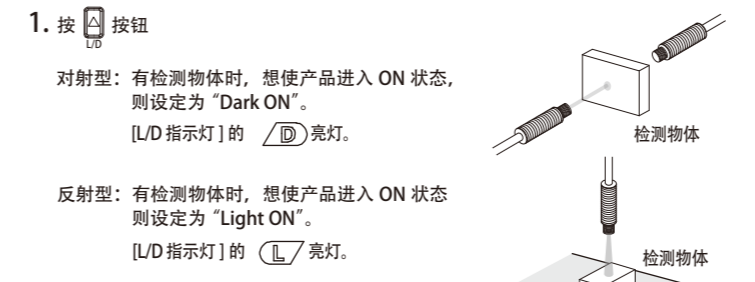 1. 按 按钮
L/D
对射型：有检测物体时，想使产品进入 ON 状态，
则设定为 “Dark ON”。
[L/D 指示灯 ] 的 D 亮灯。
检测物体
反射型：有检测物体时，想使产品进入 ON 状态
则设定为 “Light ON”。
[L/D 指示灯 ] 的 L 亮灯。
检测物体